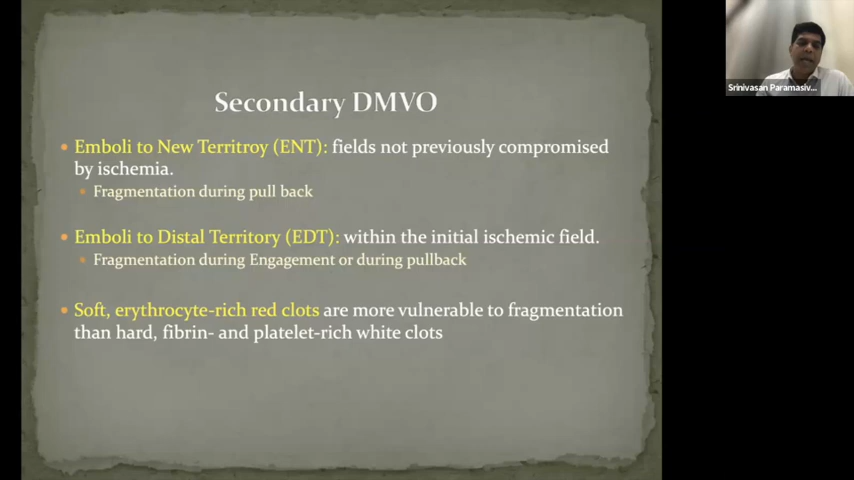 Secondary DMVO
Emboli to New Territroy (ENT): fields not previously compromised
by ischemia.
Fragmentation during pull back
Emboli to Distal Territory (EDT): within the initial ischemic field.
Fragmentation during Engagement or during pullback
Soft, erythrocyte-rich red clots are more vulnerable to fragmentation
than hard, fibrin- and platelet-rich white clots
Srinivasan Paramasiv...